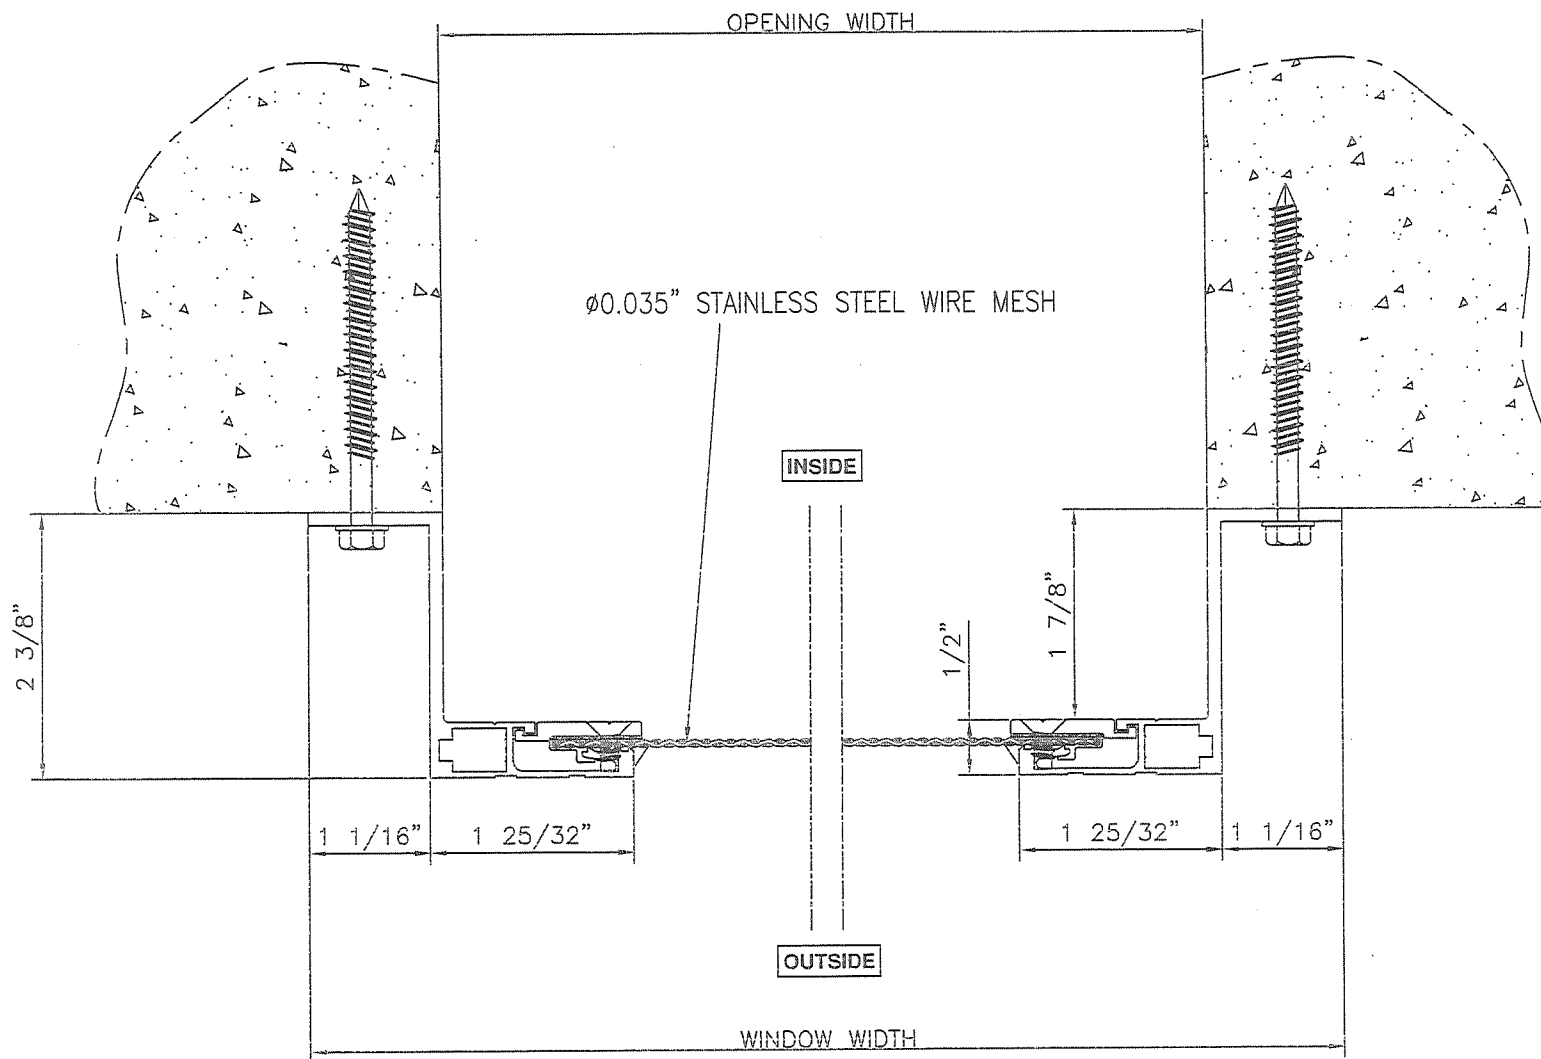 OPENING WIDTH
ø0.035" STAINLESS STEEL WIRE MESH
INSIDE
2 3/8"
1/2"
1 7/8"
1 1/16"
1 25/32"
1 25/32"
1 1/16"
OUTSIDE
WINDOW WIDTH